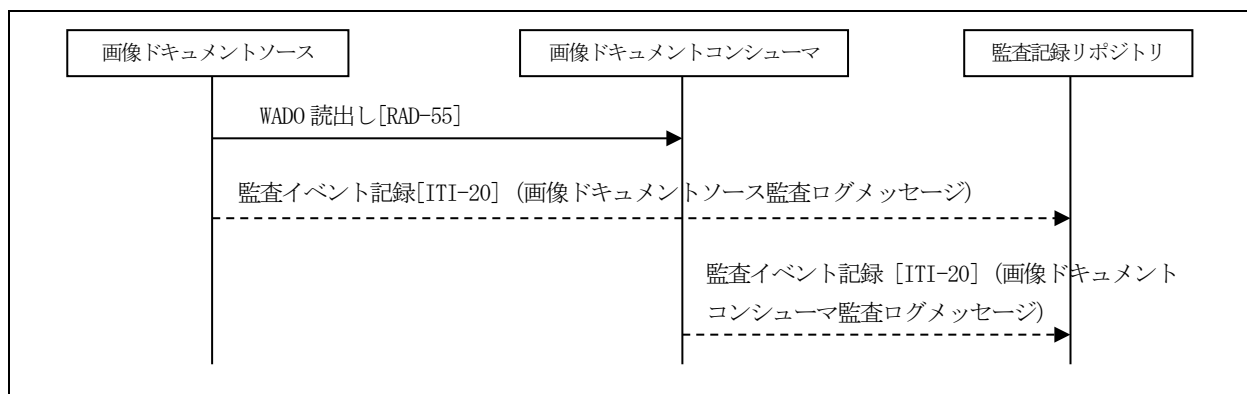 画像ドキュメントソース
画像ドキュメントコンシューマ
監査記録リポジトリ
WADO 読出し[RAD-55]
監査イベント記録[ITI-20] (画像ドキュメントソース監査ログメッセージ)
監査イベント記録 [ITI-20] (画像ドキュメント
コンシューマ監査ログメッセージ)